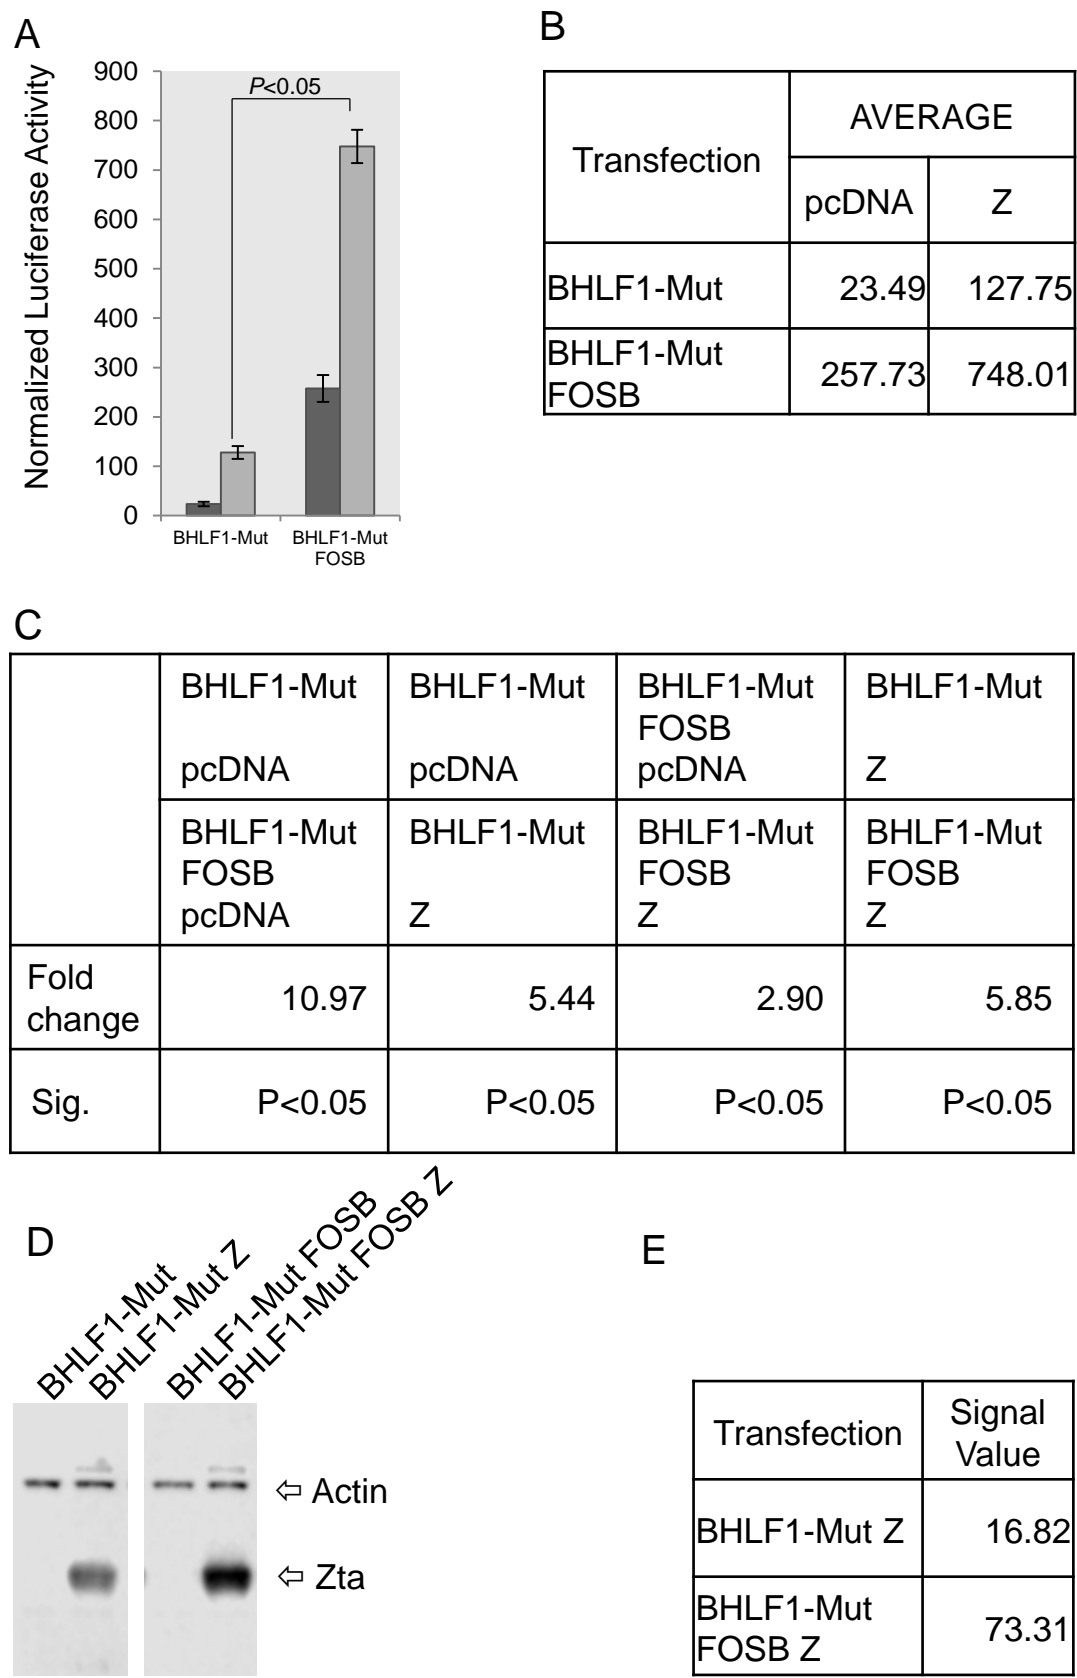 A
Normalized Luciferase Activity
900
800
700
600
500
400
300
200
100
0
P<0.05
BHLF1-Mut
BHLF1-Mut
FOSB
B
Transfection
AVERAGE
pcDNA
Z
BHLF1-Mut
23.49
127.75
BHLF1-Mut
FOSB
257.73
748.01
C
BHLF1-Mut
pcDNA
BHLF1-Mut
pcDNA
BHLF1-Mut
FOSB
pcDNA
BHLF1-Mut
Z
BHLF1-Mut
FOSB
pcDNA
BHLF1-Mut
Z
BHLF1-Mut
FOSB
Z
BHLF1-Mut
FOSB
Z
Fold
change
10.97
5.44
2.90
5.85
Sig.
P<0.05
P<0.05
P<0.05
P<0.05
D
BHLF1-Mut
BHLF1-Mut Z
BHLF1-Mut FOSB
BHLF1-Mut FOSB Z
Actin
Zta
E
Transfection
Signal
Value
BHLF1-Mut Z
16.82
BHLF1-Mut
FOSB Z
73.31